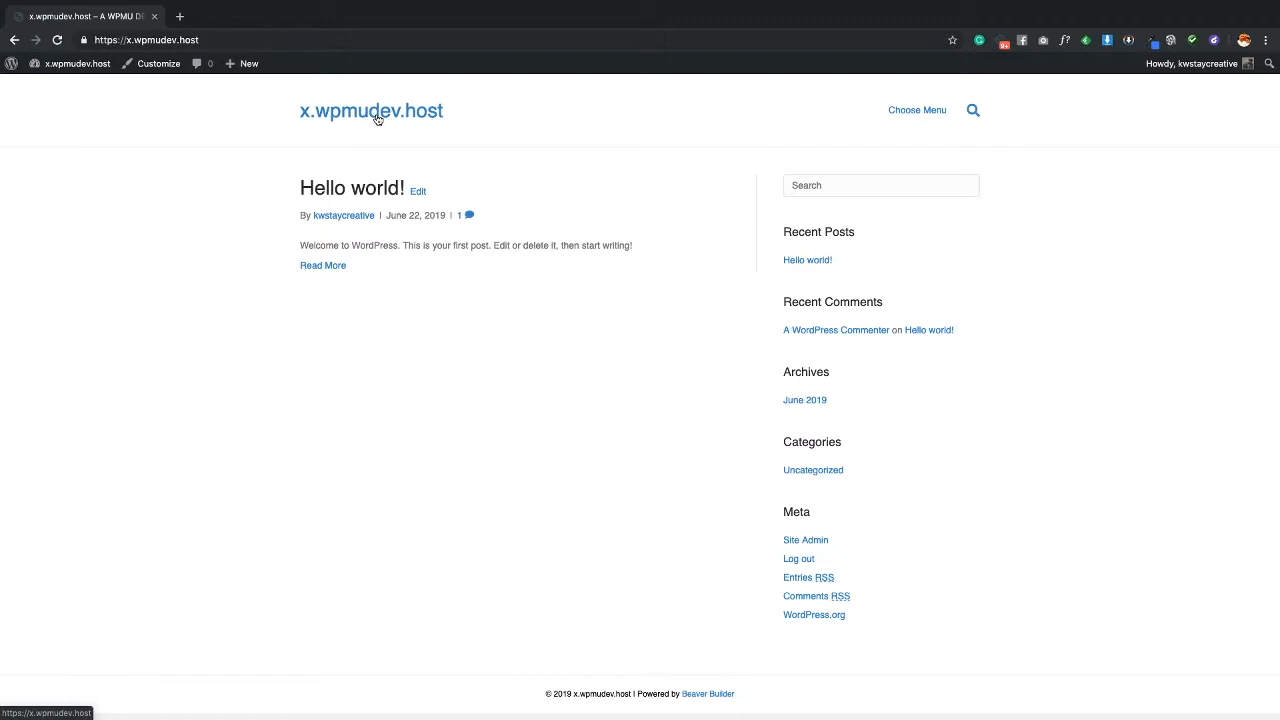 x.wpmudev.host — A WPMU DE
https://x.wpmudev.host
x.wpmudev.host Customize 0 New Howdy, kwstaycreative
x.wpmudev.host
Choose Menu
Hello world! Edit
By kwstaycreative | June 22, 2019 | 1
Welcome to WordPress. This is your first post. Edit or delete it, then start writing!
Read More
Search
Recent Posts
Hello world!
Recent Comments
A WordPress Commenter on Hello world!
Archives
June 2019
Categories
Uncategorized
Meta
Site Admin
Log out
Entries RSS
Comments RSS
WordPress.org
© 2019 x.wpmudev.host | Powered by Beaver Builder
https://x.wpmudev.host